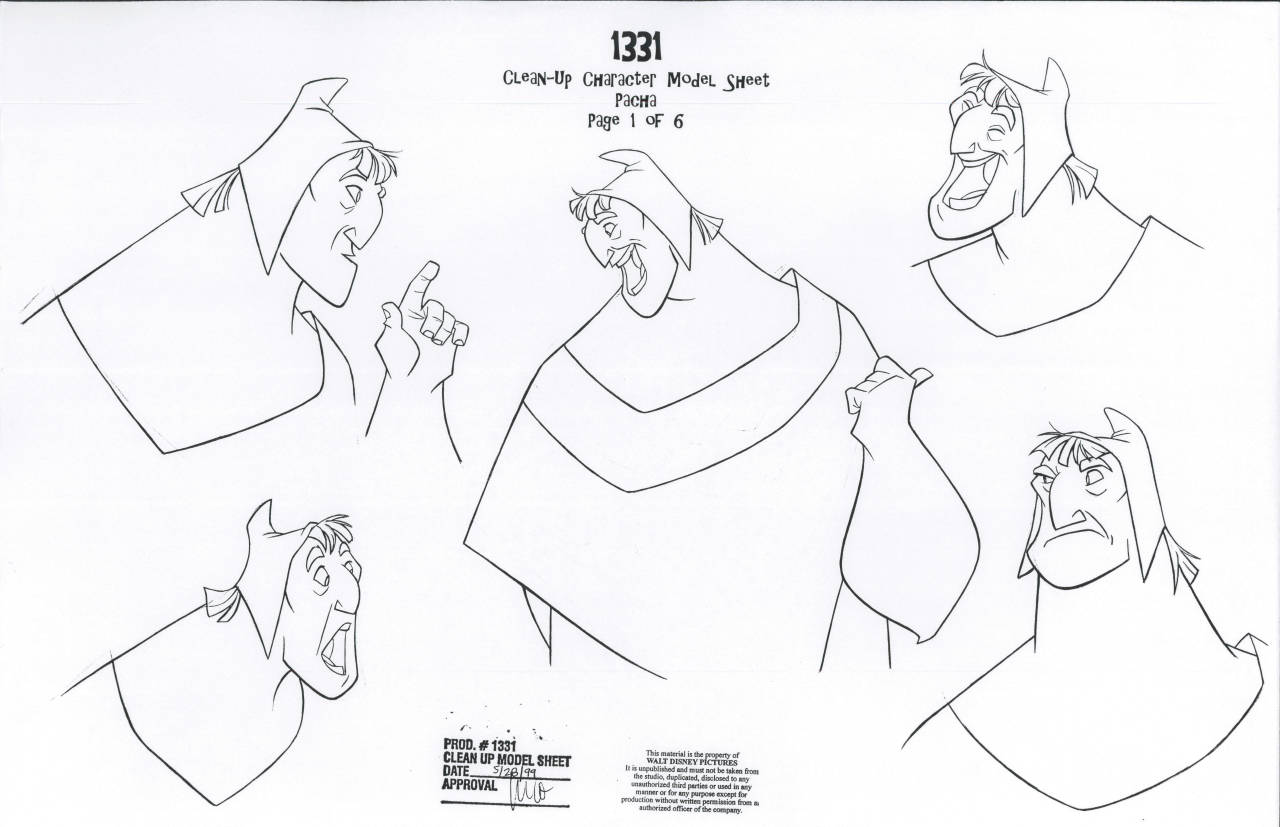 1331
Clean-Up Character Model Sheet
Pacha
Page 1 of 6
PROD. # 1331
CLEAN UP MODEL SHEET
DATE 5/28/99
APPROVAL
This material is the property of
WALT DISNEY PICTURES
It is unpublished and must not be taken from
the studio, duplicated, disclosed to any
unauthorized third parties or used in any
manner or for any purpose except for
production without written permission from an
authorized officer of the company.